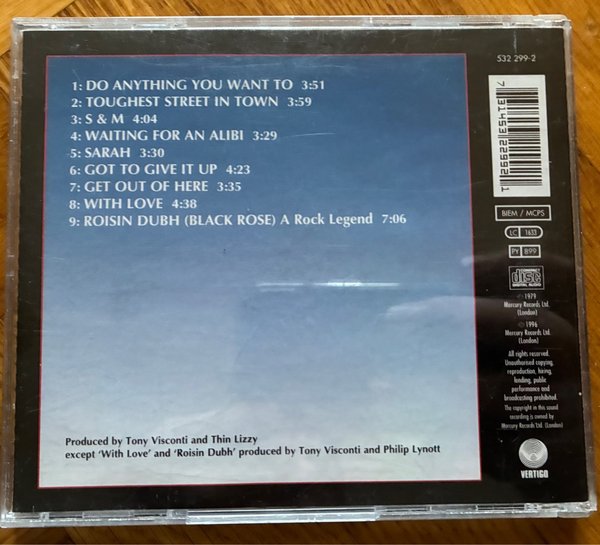 532 299-2
1: DO ANYTHING YOU WANT TO 3:51
2: TOUGHEST STREET IN TOWN 3:59
3: S & M 4:04
4: WAITING FOR AN ALIBI 3:29
5: SARAH 3:30
6: GOT TO GIVE IT UP 4:23
7: GET OUT OF HERE 3:35
8: WITH LOVE 4:38
9: ROISIN DUBH (BLACK ROSE) A Rock Legend 7:06
Produced by Tony Visconti and Thin Lizzy
except 'With Love' and 'Roisin Dubh' produced by Tony Visconti and Philip Lynott
7 31453 22992 1
BIEM / MCPS
LC 1633
PY 899
COMPACT
disc
DIGITAL AUDIO
℗ 1979
Mercury Records Ltd.
(London)
© 1996
Mercury Records Ltd.
(London)
All rights reserved.
Unauthorised copying,
reproduction, hiring,
lending, public
performance and
broadcasting prohibited.
The copyright in this sound
recording is owned by
Mercury Records Ltd. (London)
VERTIGO